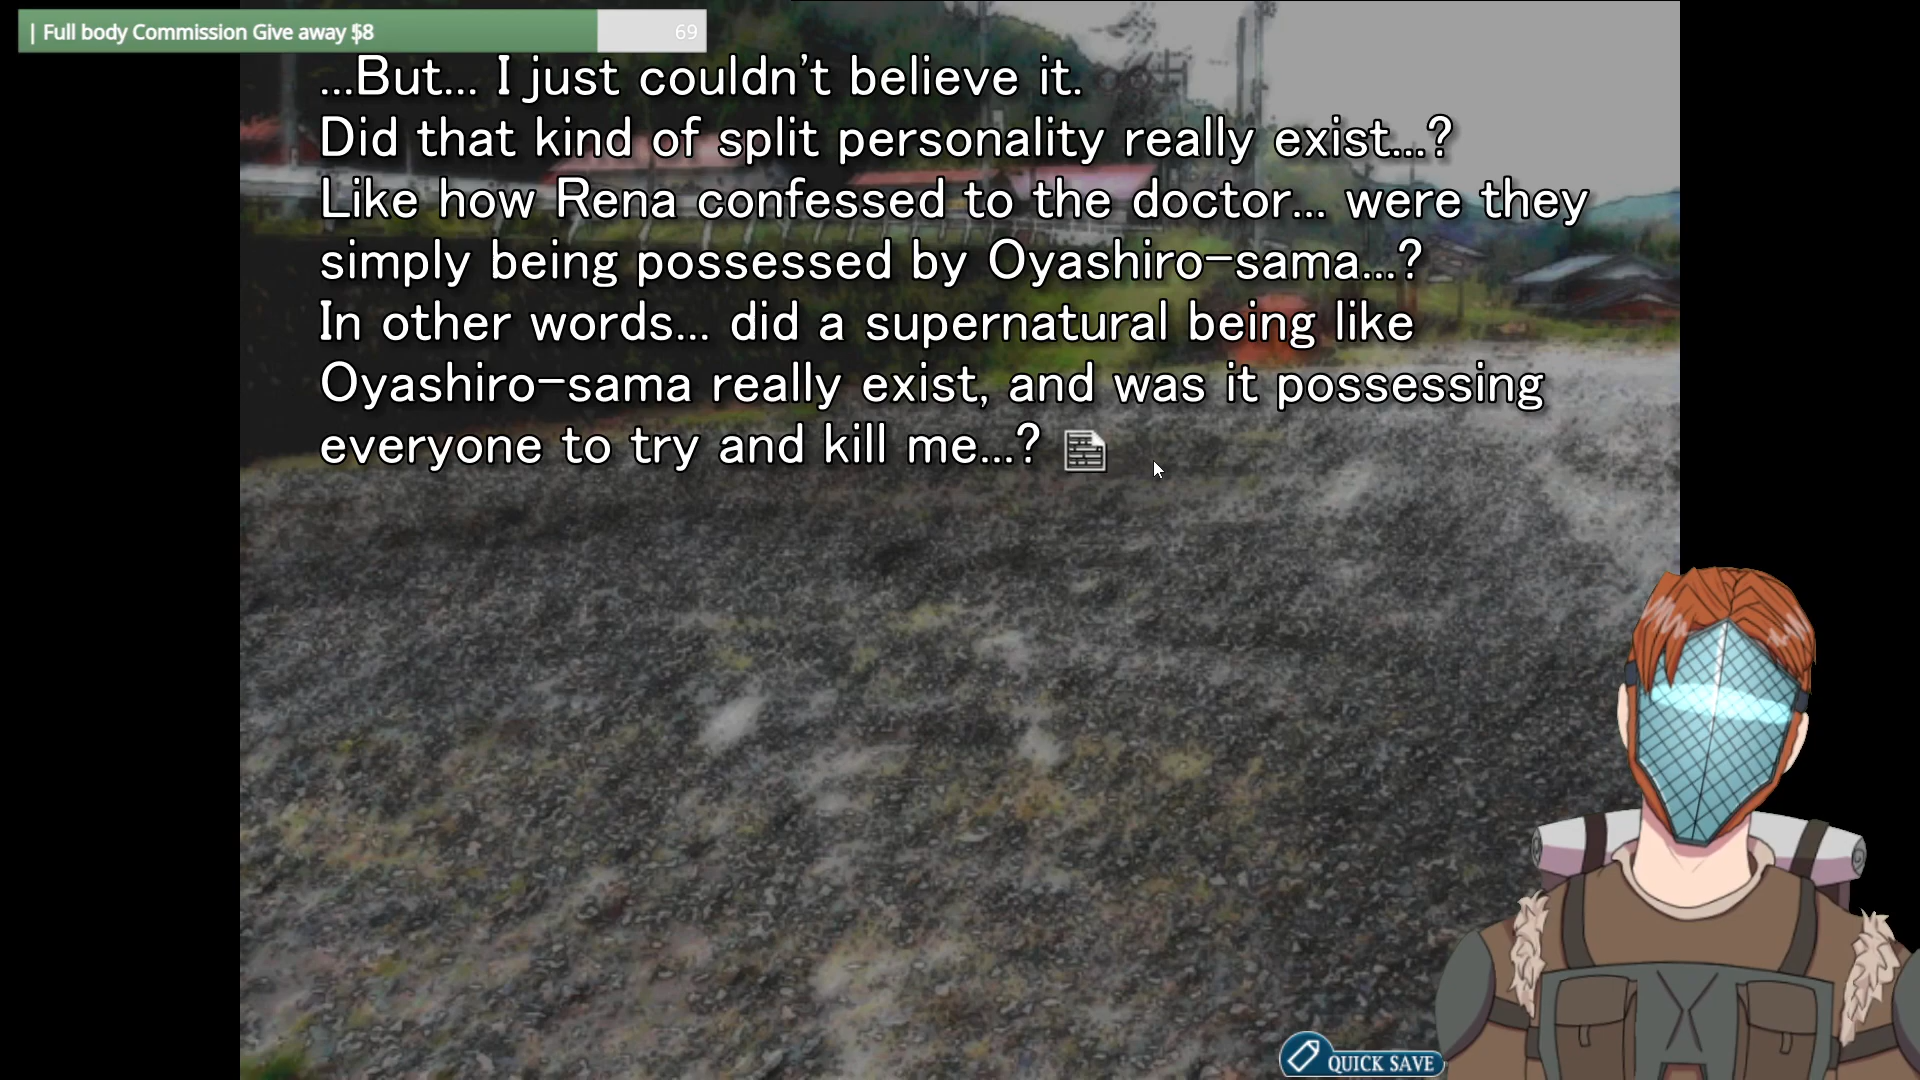 | Full body Commission Give away $8
69
...But... I just couldn't believe it.
Did that kind of split personality really exist...?
Like how Rena confessed to the doctor... were they
simply being possessed by Oyashiro-sama...?
In other words... did a supernatural being like
Oyashiro-sama really exist, and was it possessing
everyone to try and kill me...?
QUICK SAVE